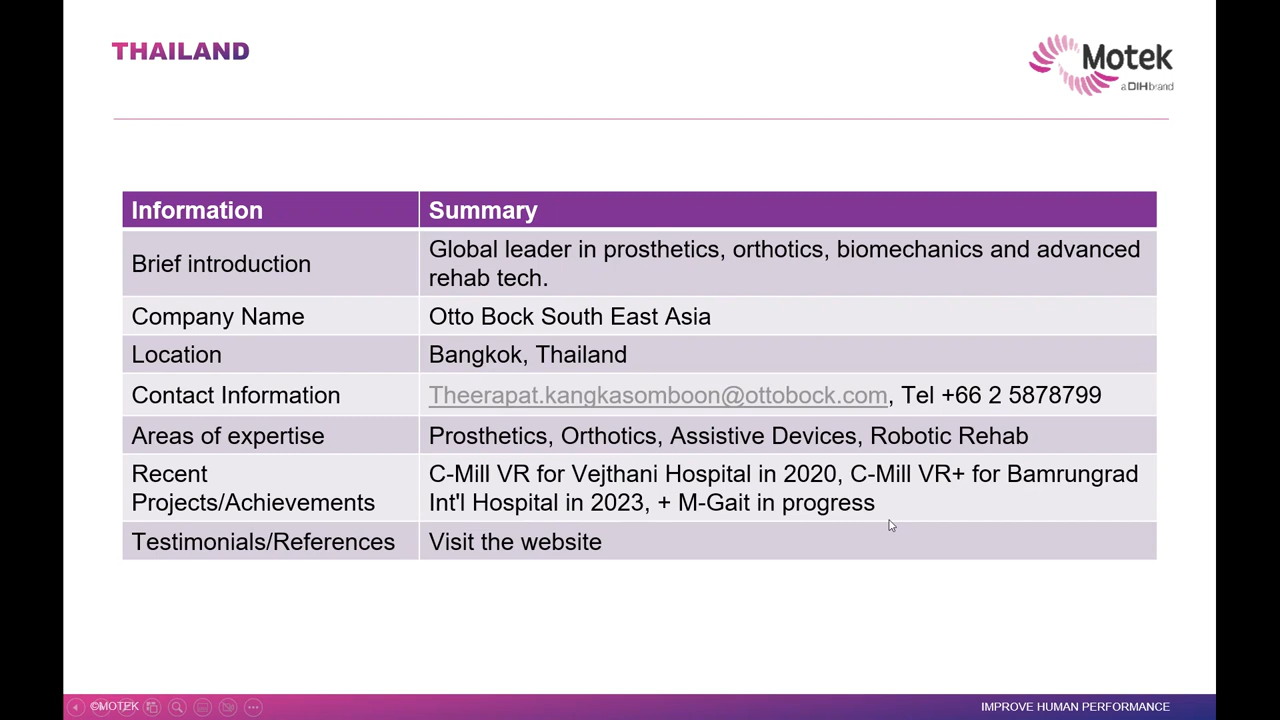 THAILAND
Motek
a DIH brand
Information
Summary
Brief introduction
Global leader in prosthetics, orthotics, biomechanics and advanced
rehab tech.
Company Name
Otto Bock South East Asia
Location
Bangkok, Thailand
Contact Information
Theerapat.kangkasomboon@ottobock.com, Tel +66 2 5878799
Areas of expertise
Prosthetics, Orthotics, Assistive Devices, Robotic Rehab
Recent
Projects/Achievements
C-Mill VR for Vejthani Hospital in 2020, C-Mill VR+ for Bamrungrad
Int'l Hospital in 2023, + M-Gait in progress
Testimonials/References
Visit the website
©MOTEK
IMPROVE HUMAN PERFORMANCE